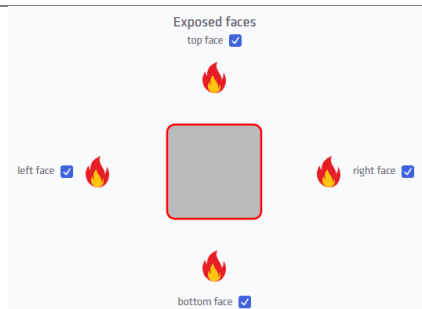 Exposed faces
top face
left face
right face
bottom face